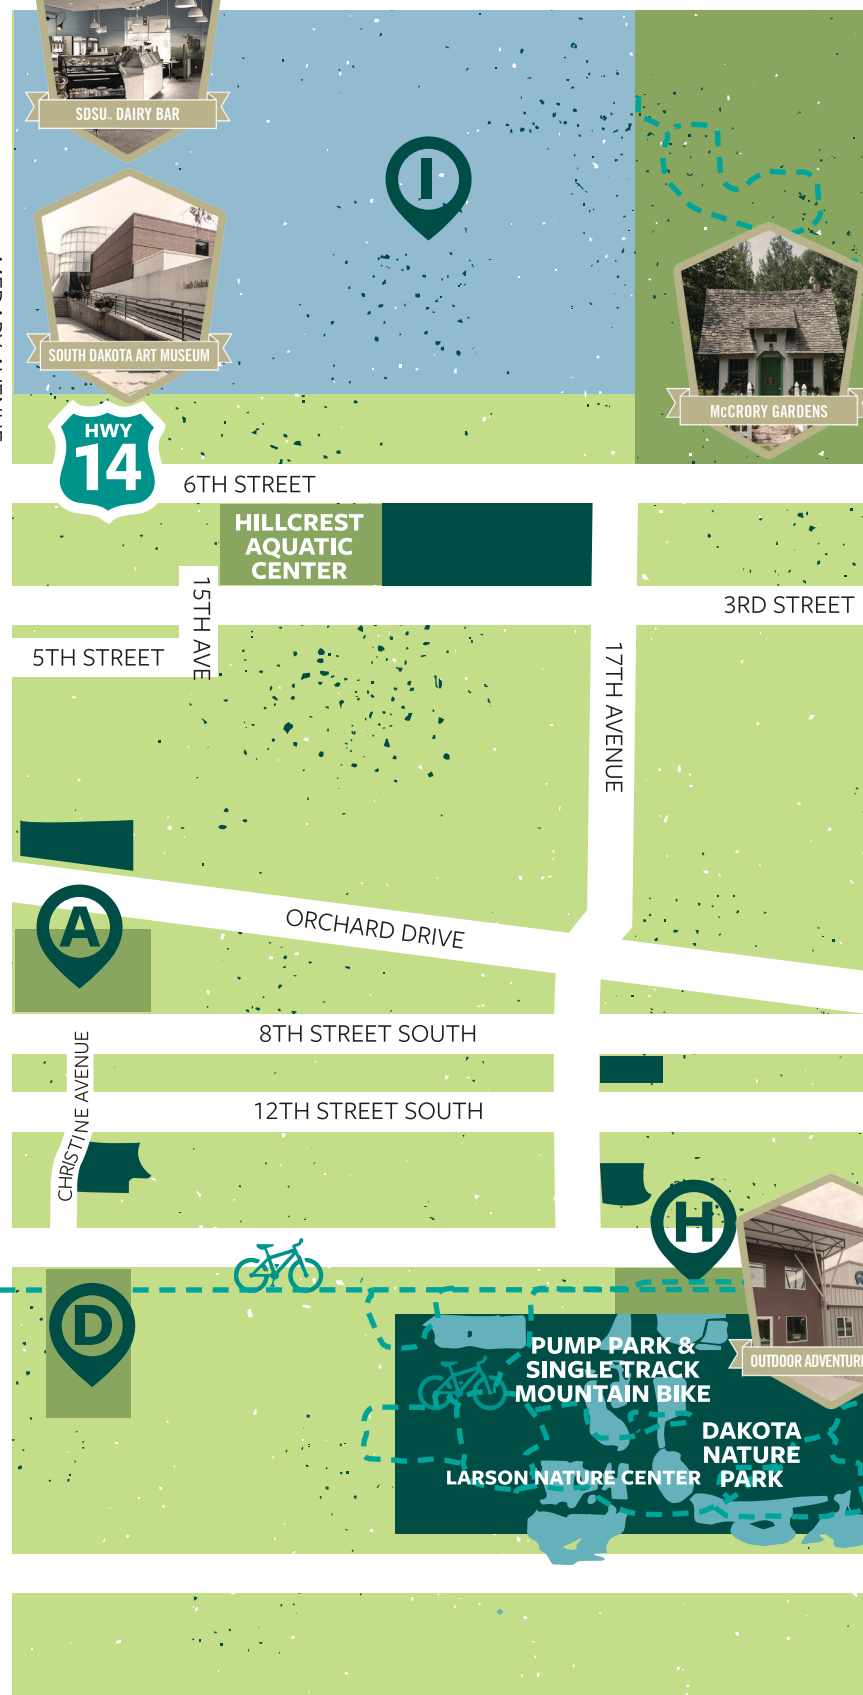 SDSU™ DAIRY BAR
I
SOUTH DAKOTA ART MUSEUM
McCRORY GARDENS
HWY
14
6TH STREET
HILLCREST
AQUATIC
CENTER
15TH AVE
3RD STREET
5TH STREET
17TH AVENUE
A
ORCHARD DRIVE
8TH STREET SOUTH
CHRISTINE AVENUE
12TH STREET SOUTH
H
D
PUMP PARK &
SINGLE TRACK
MOUNTAIN BIKE
OUTDOOR ADVENTURE
DAKOTA
NATURE
PARK
LARSON NATURE CENTER